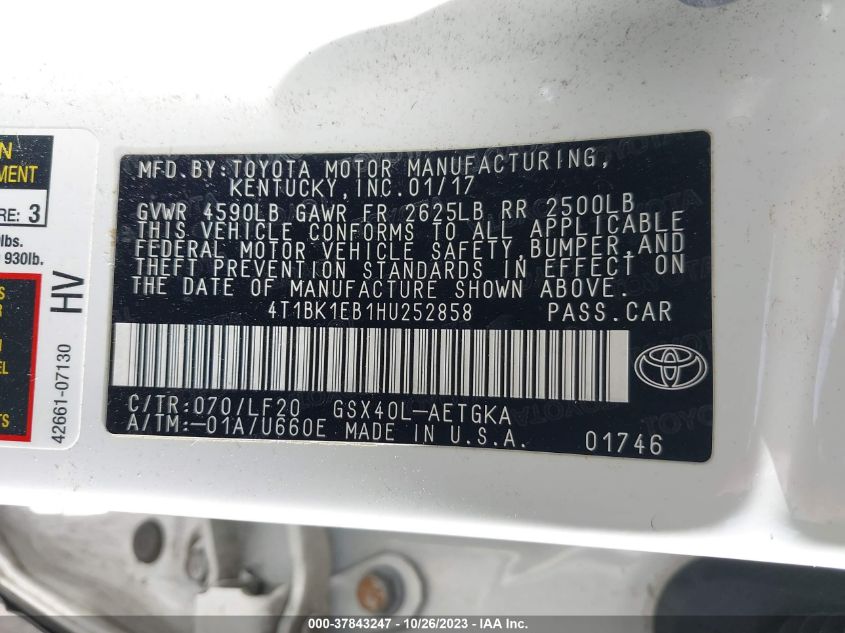 N
MENT
RE: 3
lbs.
930lb.
HV
42661-07130
S
R
EL
TS
MFD.BY:TOYOTA MOTOR MANUFACTURING,
KENTUCKY,INC.01/17
GVWR 4590LB GAWR FR 2625LB RR 2500LB
THIS VEHICLE CONFORMS TO ALL APPLICABLE
FEDERAL MOTOR VEHICLE SAFETY,BUMPER,AND
THEFT PREVENTION STANDARDS IN EFFECT ON
THE DATE OF MANUFACTURE SHOWN ABOVE.
4T1BK1EB1HU252858 PASS.CAR
C/TR:070/LF20 GSX40L-AETGKA
A/TM:-01A/U660E MADE IN U.S.A. 01746
000-37843247 - 10/26/2023 - IAA Inc.